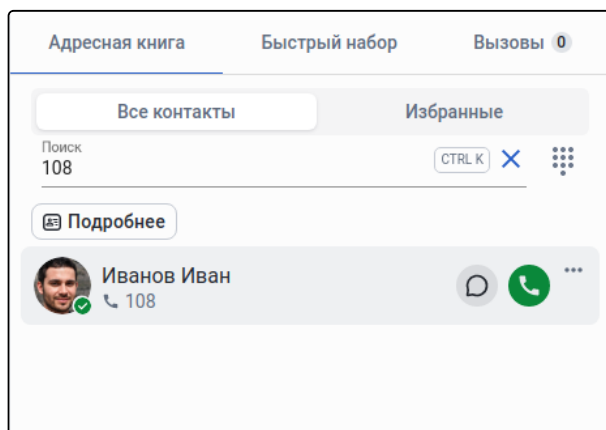 Адресная книга Быстрый набор Вызовы 0
Все контакты Избранные
Поиск
108 CTRL K
Подробнее
Иванов Иван
108